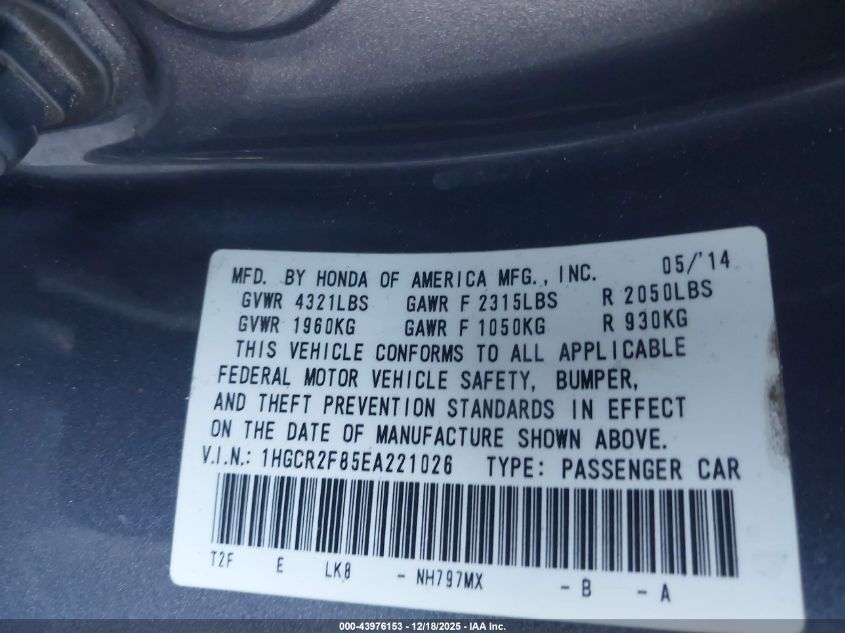 MFD. BY HONDA OF AMERICA MFG., INC. 05/'14
GVWR 4321LBS GAWR F 2315LBS R 2050LBS
GVWR 1960KG GAWR F 1050KG R 930KG
THIS VEHICLE CONFORMS TO ALL APPLICABLE
FEDERAL MOTOR VEHICLE SAFETY, BUMPER,
AND THEFT PREVENTION STANDARDS IN EFFECT
ON THE DATE OF MANUFACTURE SHOWN ABOVE.
V.I.N.: 1HGCR2F85EA221026 TYPE: PASSENGER CAR
T2F E LK8 - NH797MX - B - A
000-43976153 - 12/18/2025 - IAA Inc.